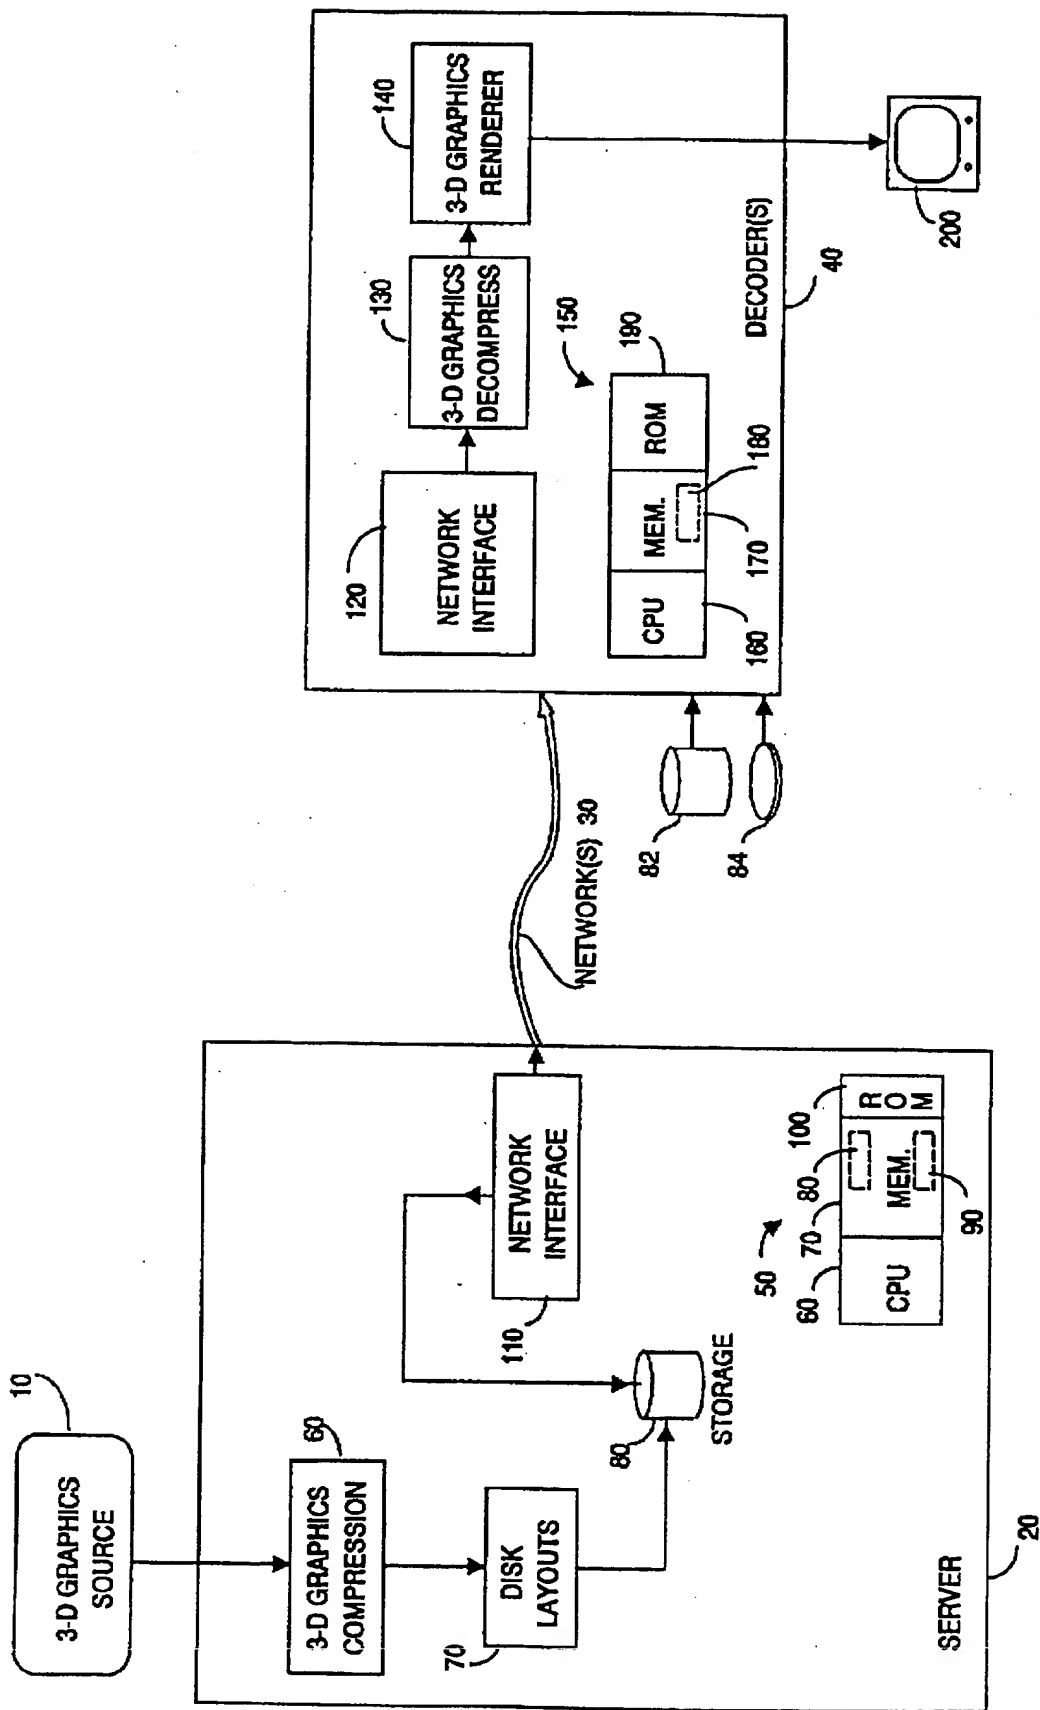 10
3-D GRAPHICS
SOURCE
60
3-D GRAPHICS
COMPRESSION
70
DISK
LAYOUTS
80
STORAGE
110
NETWORK
INTERFACE
50
60
70
80
100
CPU
MEM.
ROM
90
SERVER
20
NETWORK(S) 30
82
84
120
NETWORK
INTERFACE
130
3-D GRAPHICS
DECOMPRESS
140
3-D GRAPHICS
RENDERER
150
CPU
MEM.
ROM
190
160
170
180
DECODER(S)
40
200